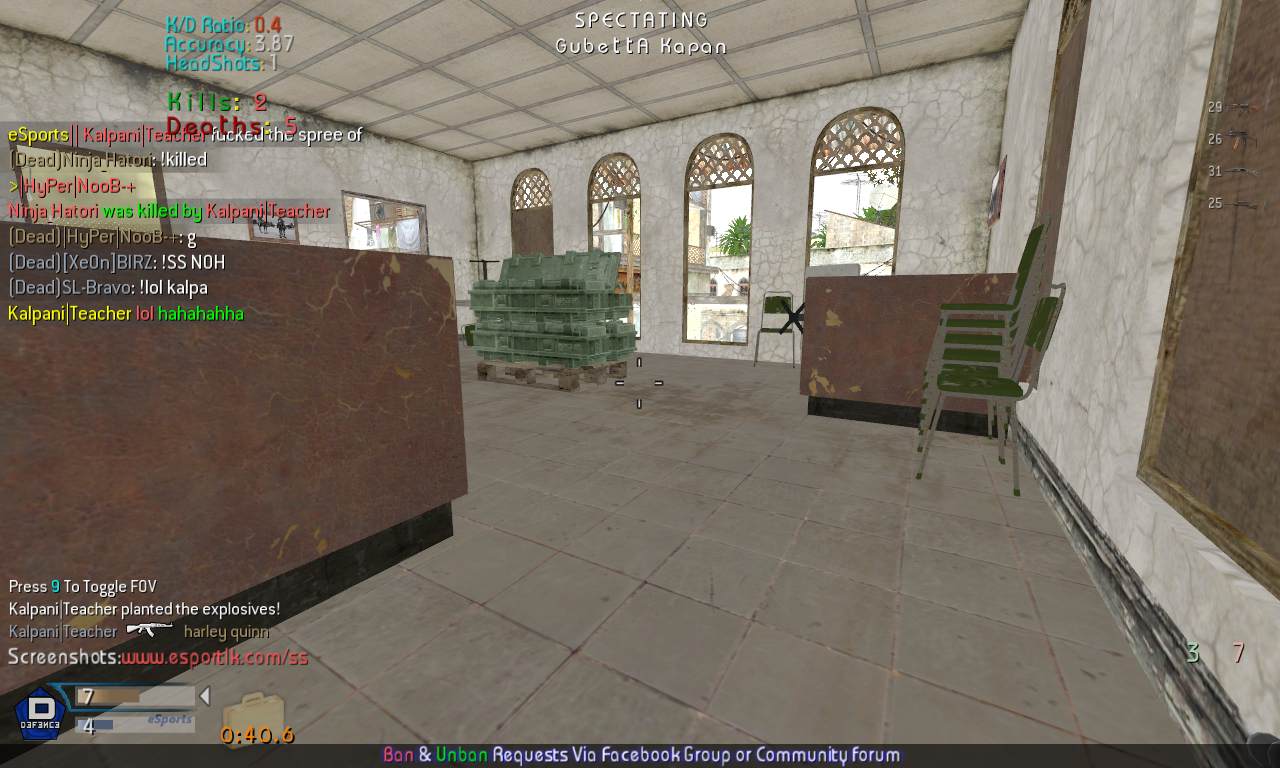 SPECTATING
GubettA Kapan
K/D Ratio: 0.4
Accuracy: 3.87
HeadShots: 1
Kills: 2
Deaths: 5
eSports|| Kalpani|Teacher fucked the spree of
(Dead)Ninja Hatori: !killed
> |HyPer|NooB-+
Ninja Hatori was killed by Kalpani|Teacher
(Dead)|HyPer|NooB-+: g
(Dead)[Xe0n]BIRZ: !SS NOH
(Dead)SL-Bravo: !lol kalpa
Kalpani|Teacher lol hahahahha
29
26
31
25
Press 9 To Toggle FOV
Kalpani|Teacher planted the explosives!
Kalpani|Teacher harley quinn
Screenshots:www.esportlk.com/ss
3 7
7
4 eSports
D3F3NC3
0:40.6
Ban & Unban Requests Via Facebook Group or Community Forum